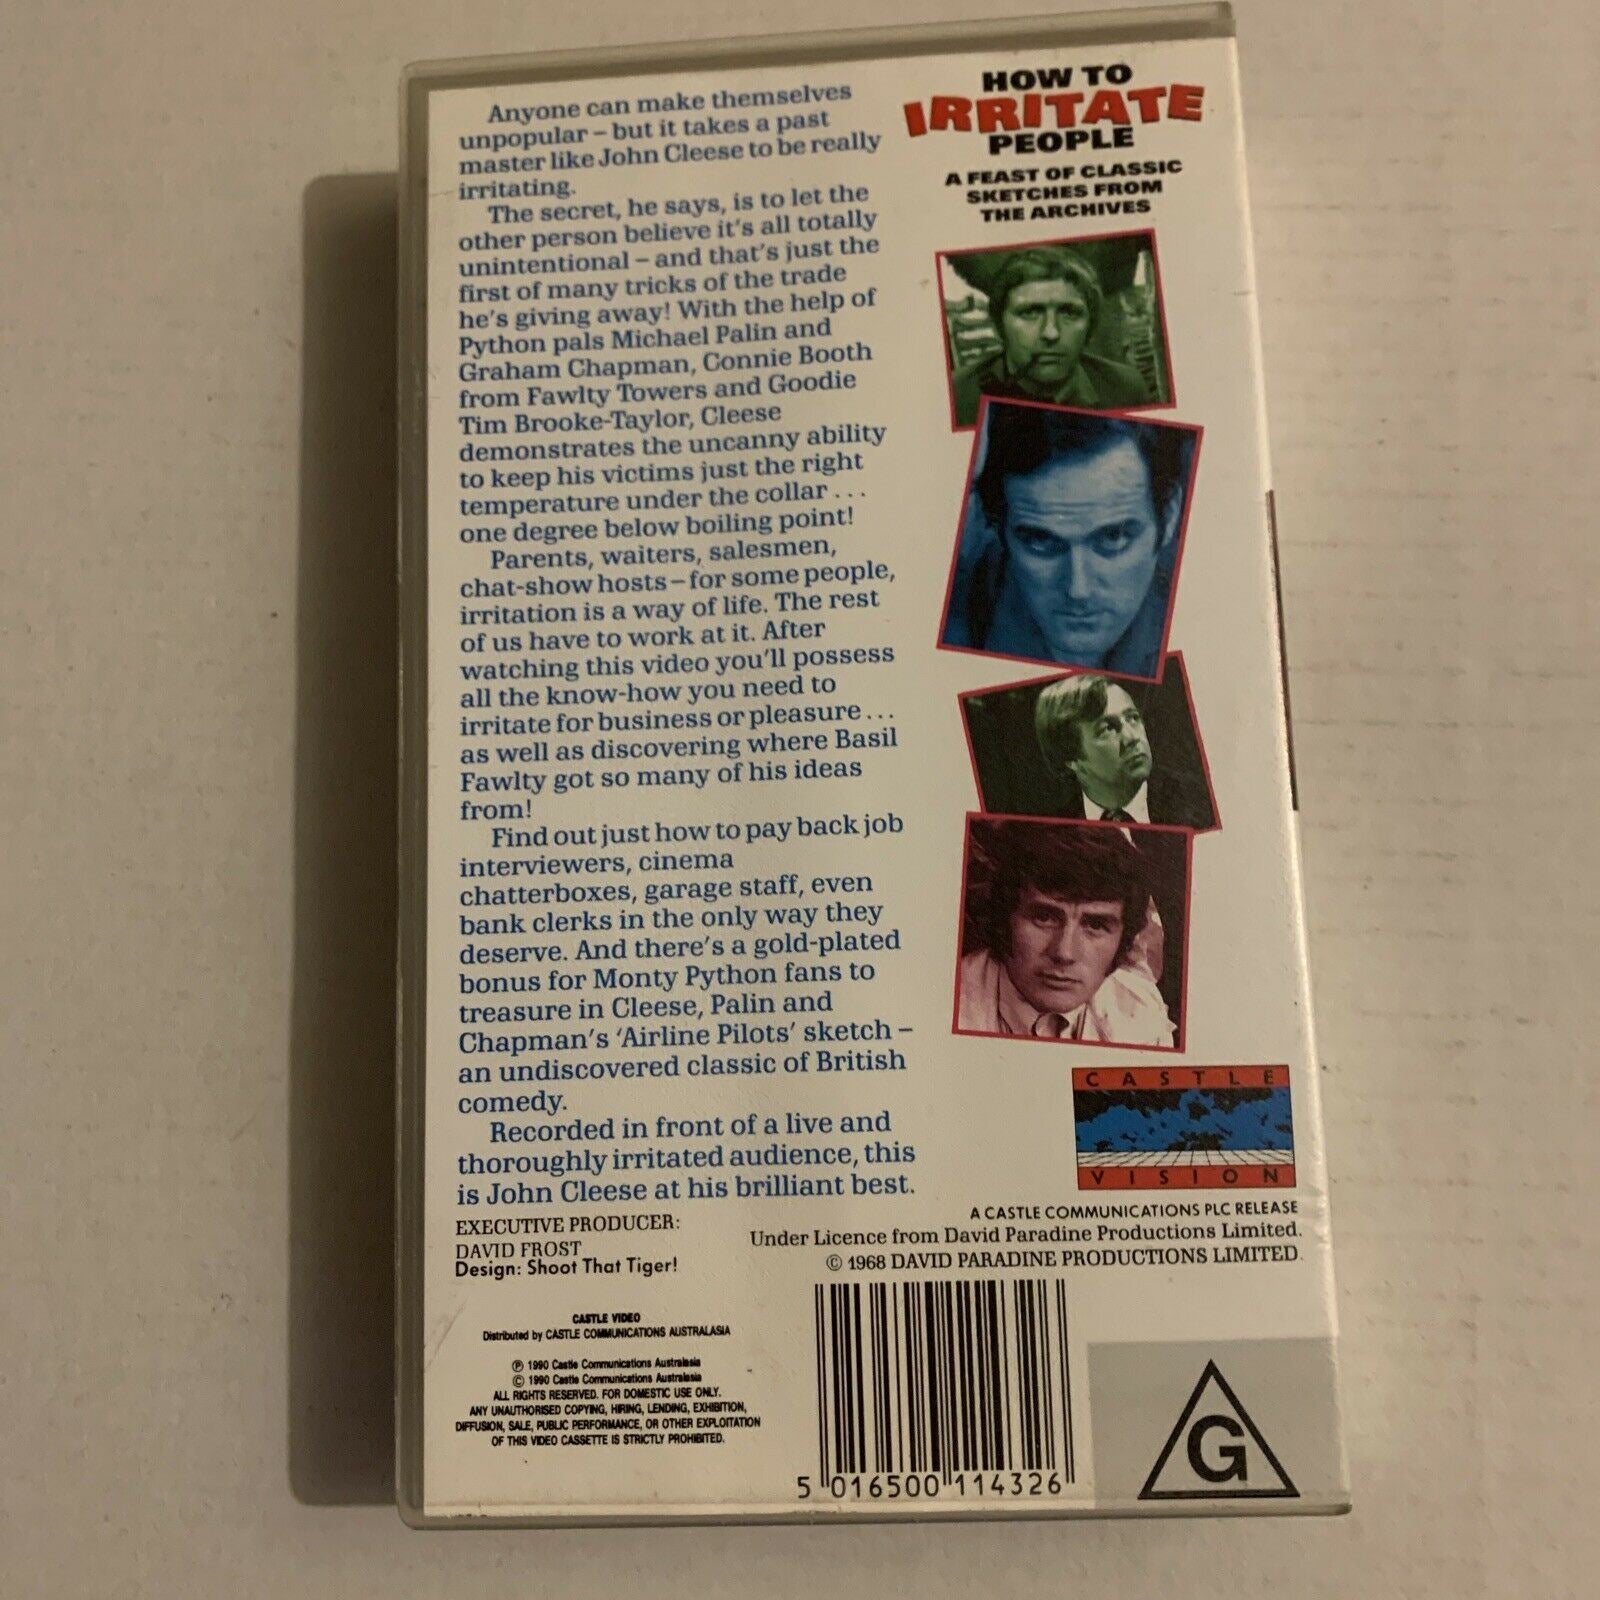 Anyone can make themselves
unpopular – but it takes a past
master like John Cleese to be really
irritating.
The secret, he says, is to let the
other person believe it's all totally
unintentional – and that's just the
first of many tricks of the trade
he's giving away! With the help of
Python pals Michael Palin and
Graham Chapman, Connie Booth
from Fawlty Towers and Goodie
Tim Brooke-Taylor, Cleese
demonstrates the uncanny ability
to keep his victims just the right
temperature under the collar . . .
one degree below boiling point!
Parents, waiters, salesmen,
chat-show hosts – for some people,
irritation is a way of life. The rest
of us have to work at it. After
watching this video you'll possess
all the know-how you need to
irritate for business or pleasure . . .
as well as discovering where Basil
Fawlty got so many of his ideas
from!
Find out just how to pay back job
interviewers, cinema
chatterboxes, garage staff, even
bank clerks in the only way they
deserve. And there's a gold-plated
bonus for Monty Python fans to
treasure in Cleese, Palin and
Chapman's 'Airline Pilots' sketch –
an undiscovered classic of British
comedy.
Recorded in front of a live and
thoroughly irritated audience, this
is John Cleese at his brilliant best.
HOW TO
IRRITATE
PEOPLE
A FEAST OF CLASSIC
SKETCHES FROM
THE ARCHIVES
CASTLE
VISION
EXECUTIVE PRODUCER:
DAVID FROST
Design: Shoot That Tiger!
A CASTLE COMMUNICATIONS PLC RELEASE
Under Licence from David Paradine Productions Limited.
© 1968 DAVID PARADINE PRODUCTIONS LIMITED.
CASTLE VIDEO
Distributed by CASTLE COMMUNICATIONS AUSTRALASIA
℗ 1990 Castle Communications Australasia
© 1990 Castle Communications Australasia
ALL RIGHTS RESERVED. FOR DOMESTIC USE ONLY.
ANY UNAUTHORISED COPYING, HIRING, LENDING, EXHIBITION,
DIFFUSION, SALE, PUBLIC PERFORMANCE, OR OTHER EXPLOITATION
OF THIS VIDEO CASSETTE IS STRICTLY PROHIBITED.
5 016500 114326
G